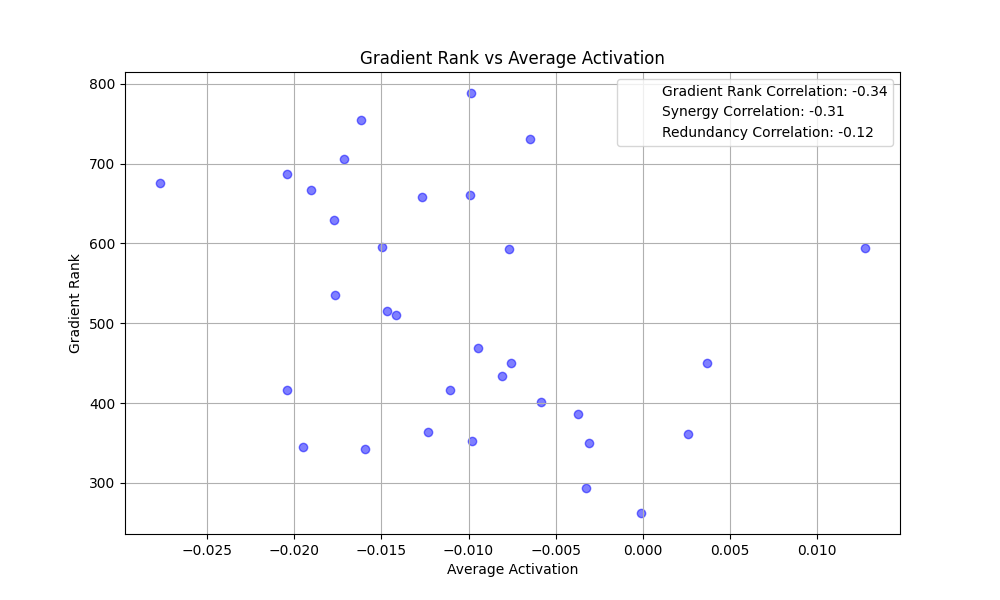 Gradient Rank vs Average Activation
Gradient Rank Correlation: -0.34
Synergy Correlation: -0.31
Redundancy Correlation: -0.12
800
700
600
500
400
300
Gradient Rank
−0.025 −0.020 −0.015 −0.010 −0.005 0.000 0.005 0.010
Average Activation